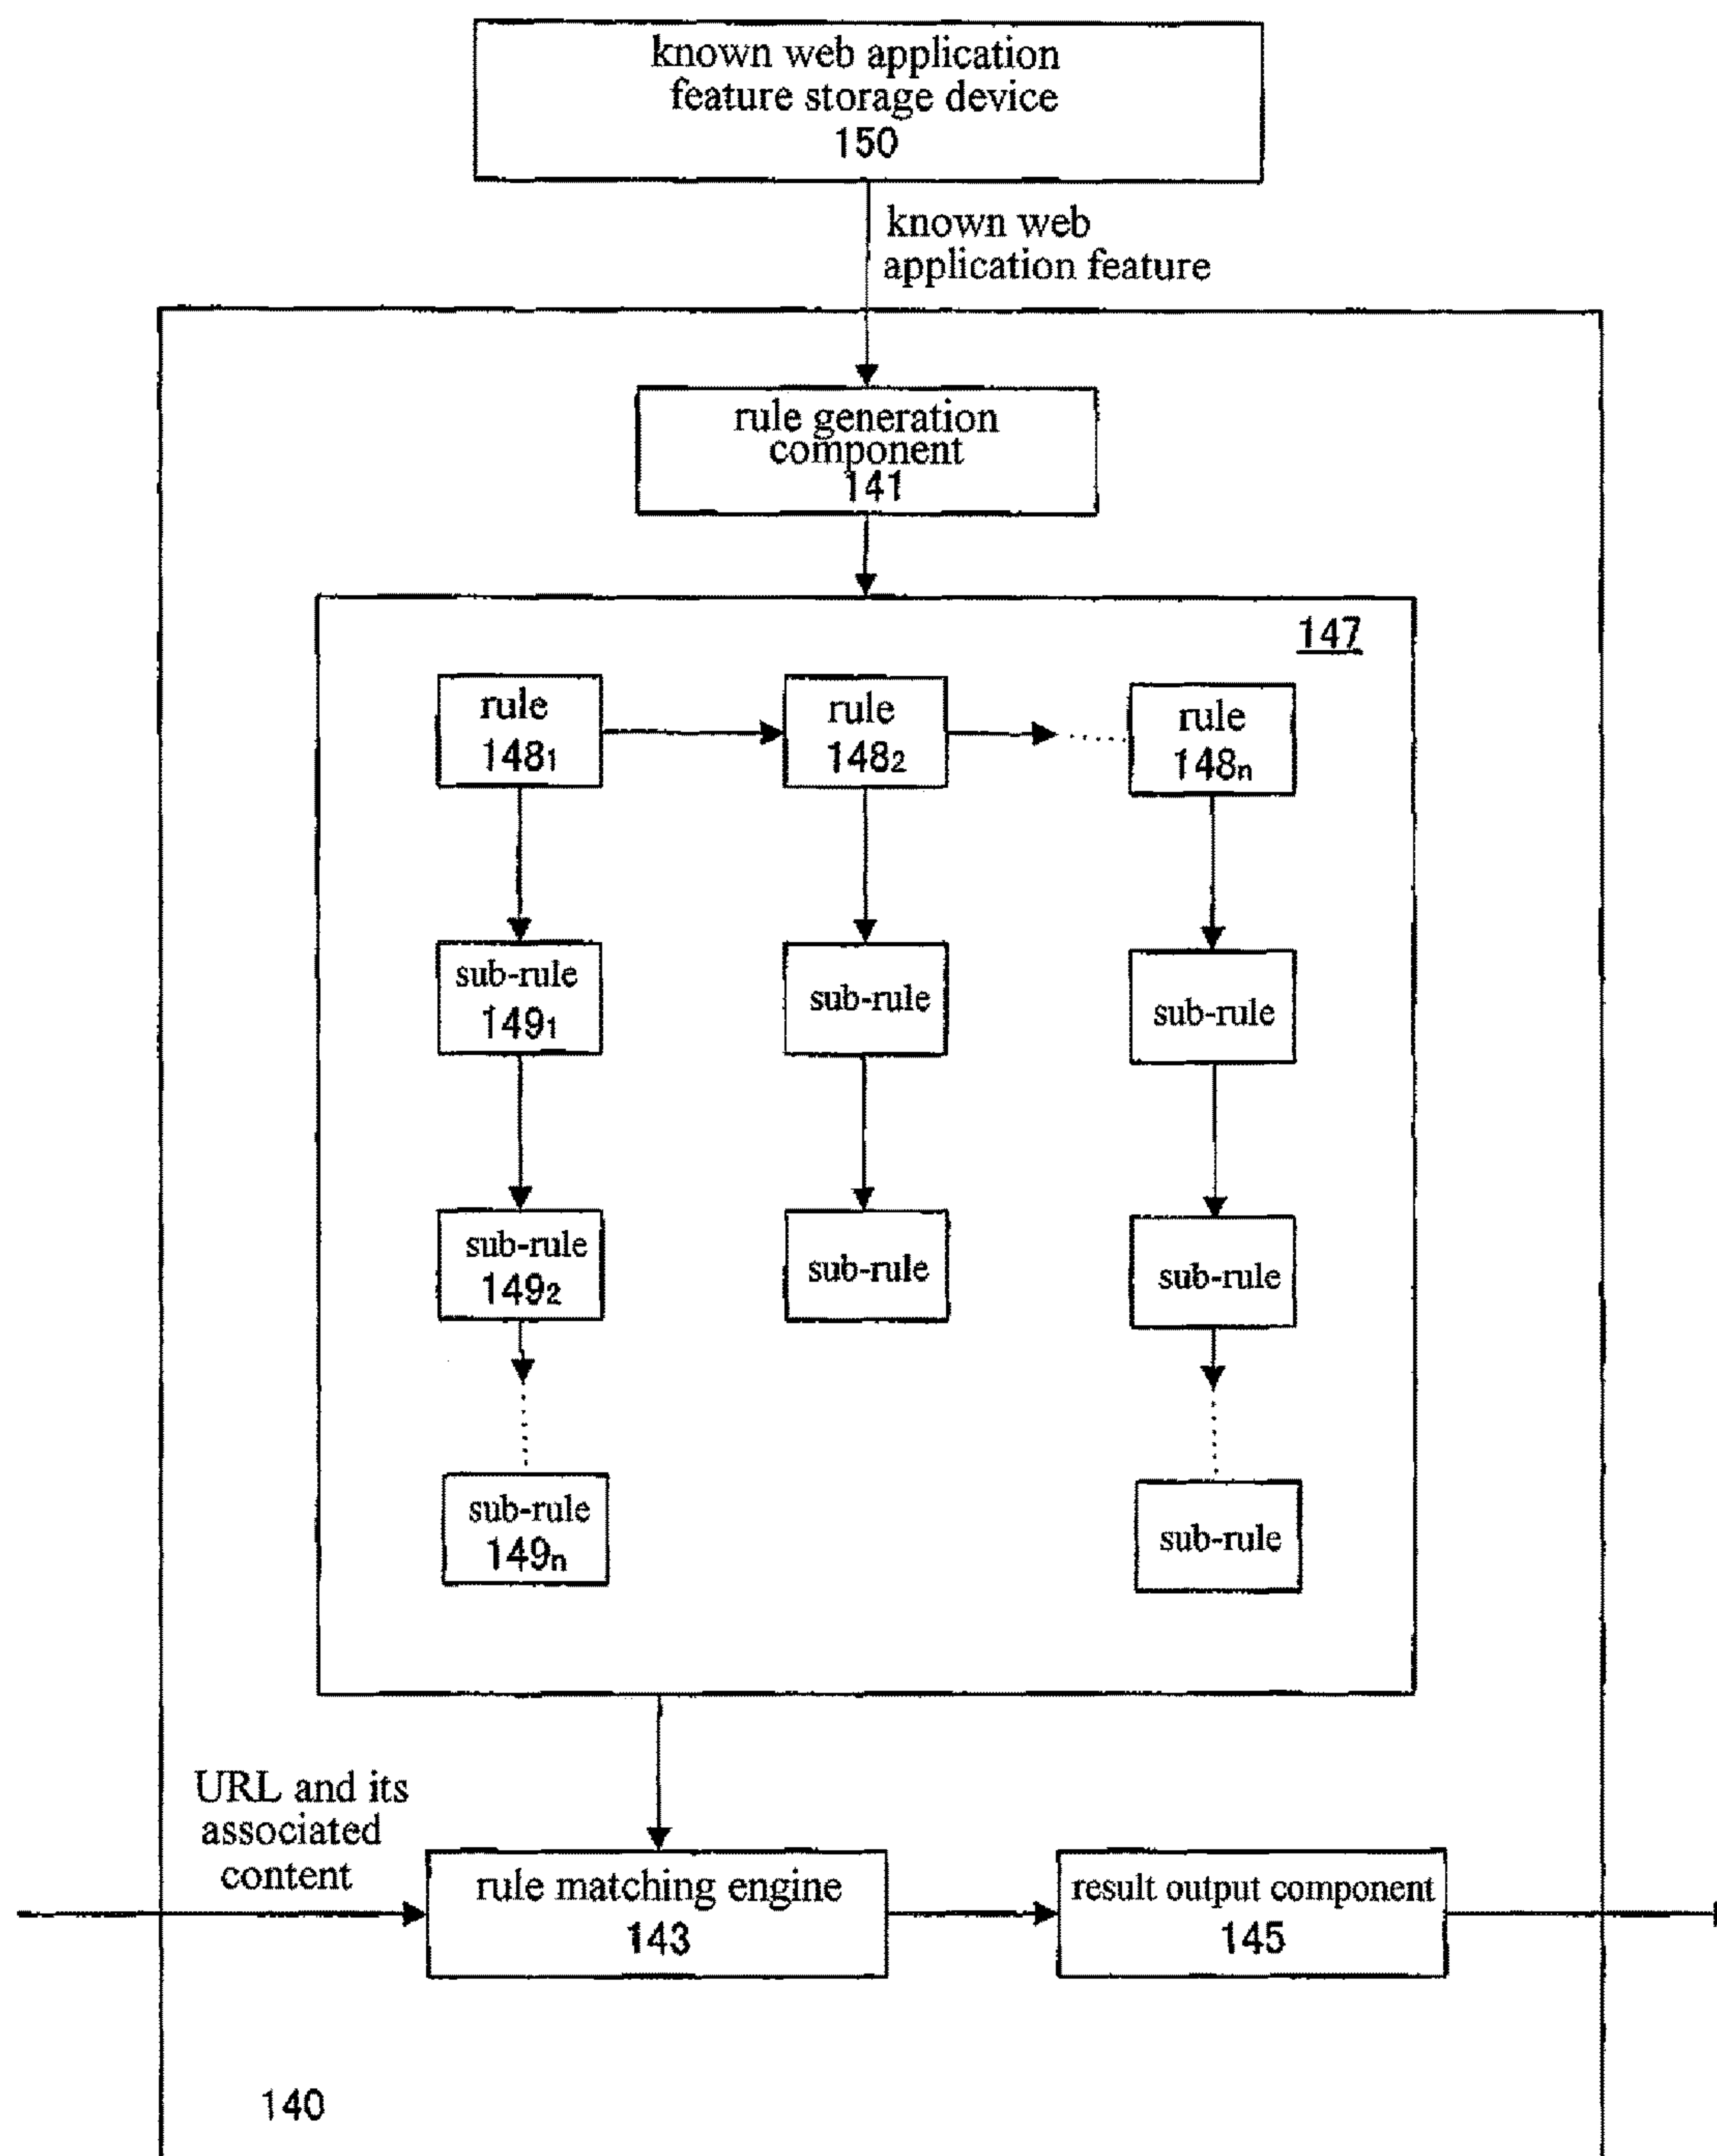 known web application
feature storage device
150
known web
application feature
rule generation
component
141
147
rule
148₁
rule
148₂
rule
148ₙ
sub-rule
149₁
sub-rule
sub-rule
sub-rule
149₂
sub-rule
sub-rule
sub-rule
149ₙ
sub-rule
URL and its
associated
content
rule matching engine
143
result output component
145
140